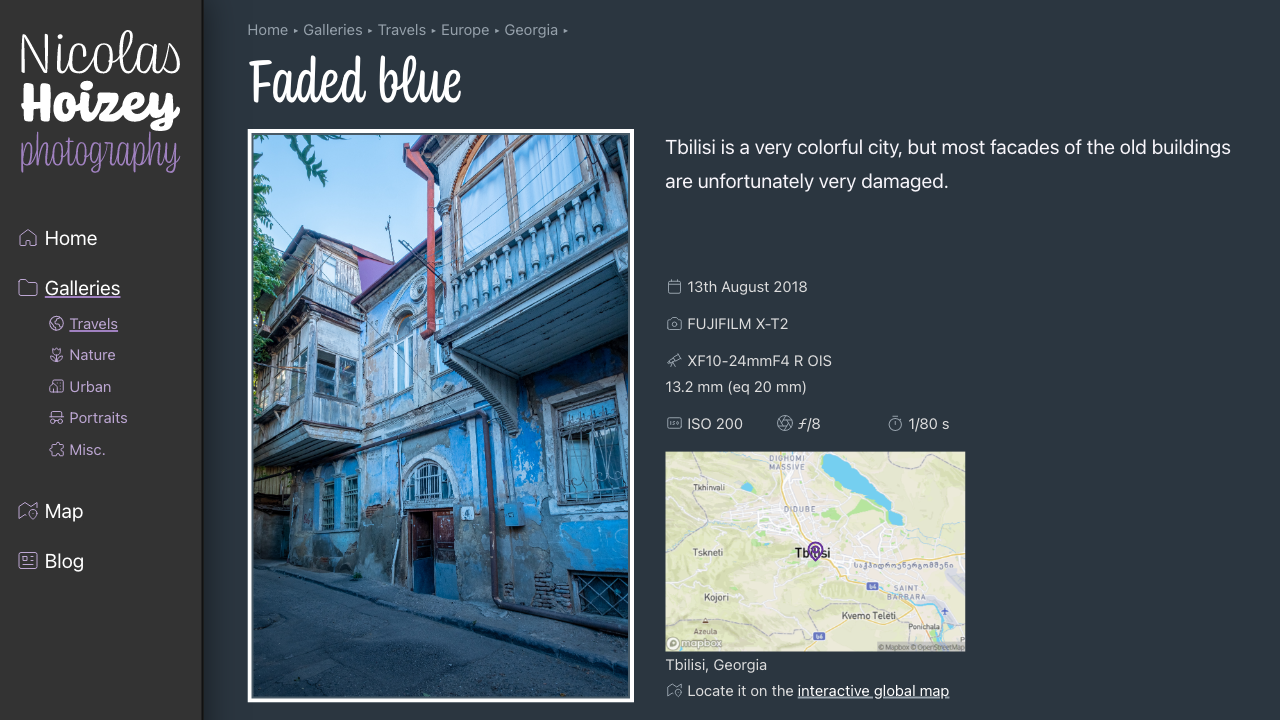 Nicolas
Hoizey
photography
Home
Galleries
Travels
Nature
Urban
Portraits
Misc.
Map
Blog
Home ▸ Galleries ▸ Travels ▸ Europe ▸ Georgia ▸
Faded blue
4
Tbilisi is a very colorful city, but most facades of the old buildings
are unfortunately very damaged.
13th August 2018
FUJIFILM X-T2
XF10-24mmF4 R OIS
13.2 mm (eq 20 mm)
ISO 200 ƒ/8 1/80 s
DIGHOMI
MASSIVE
Tkhinvali
DIDUBE
Tskneti
Tbilisi
საქიდროენერგომშენი
SAINT
BARBARA
Kojori
Kvemo Teleti
Ponichala
Azeula
mapbox
© Mapbox © OpenStreetMap
Tbilisi, Georgia
Locate it on the interactive global map